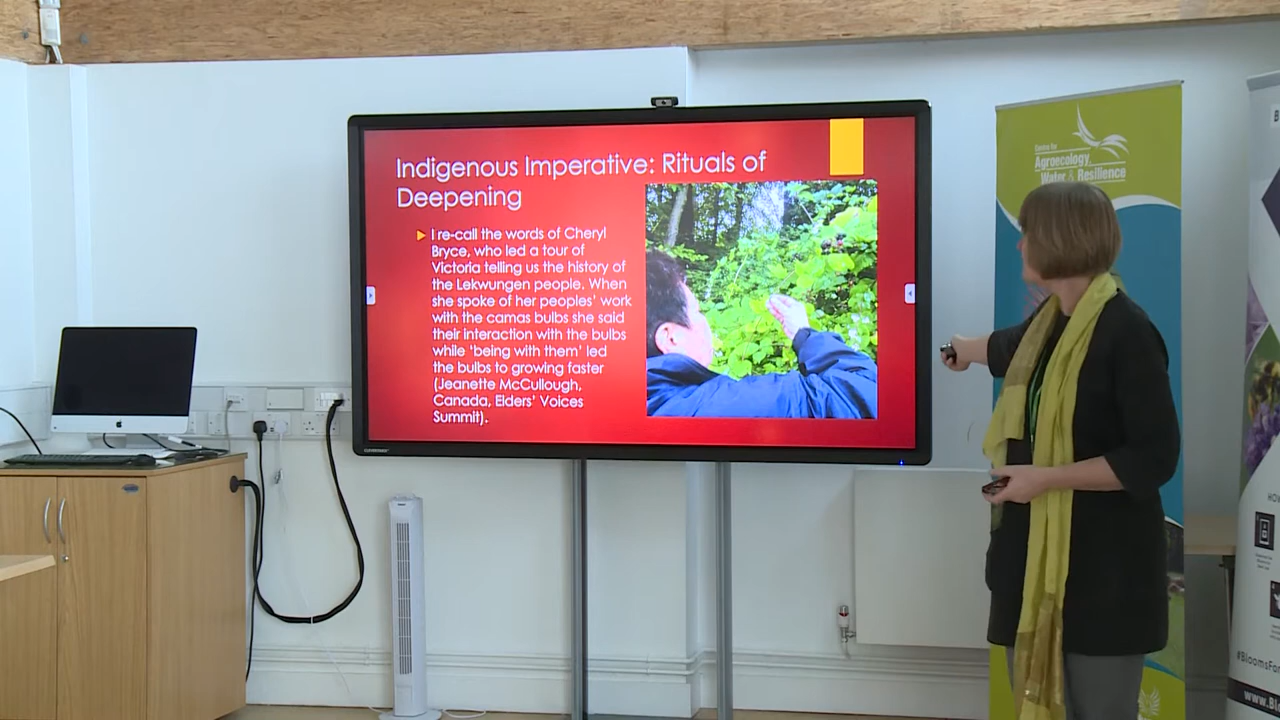 Indigenous Imperative: Rituals of
Deepening
I re-call the words of Cheryl
Bryce, who led a tour of
Victoria telling us the history of
the Lekwungen people. When
she spoke of her peoples' work
with the camas bulbs she said
their interaction with the bulbs
while 'being with them' led
the bulbs to growing faster
(Jeanette McCullough,
Canada, Elders' Voices
Summit).
Centre for
Agroecology,
Water & Resilience
B
HO
#BloomsFor
www.B